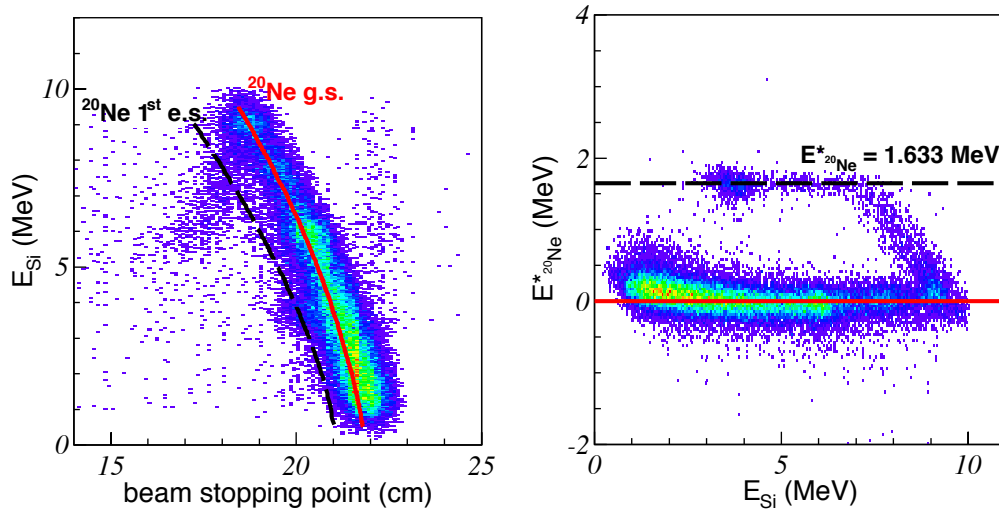 10
5
0
E_Si (MeV)
²⁰Ne 1ˢᵗ e.s.
²⁰Ne g.s.
15
20
25
beam stopping point (cm)
4
2
0
-2
E*₂₀Ne (MeV)
E*₂₀Ne = 1.633 MeV
0
5
10
E_Si (MeV)